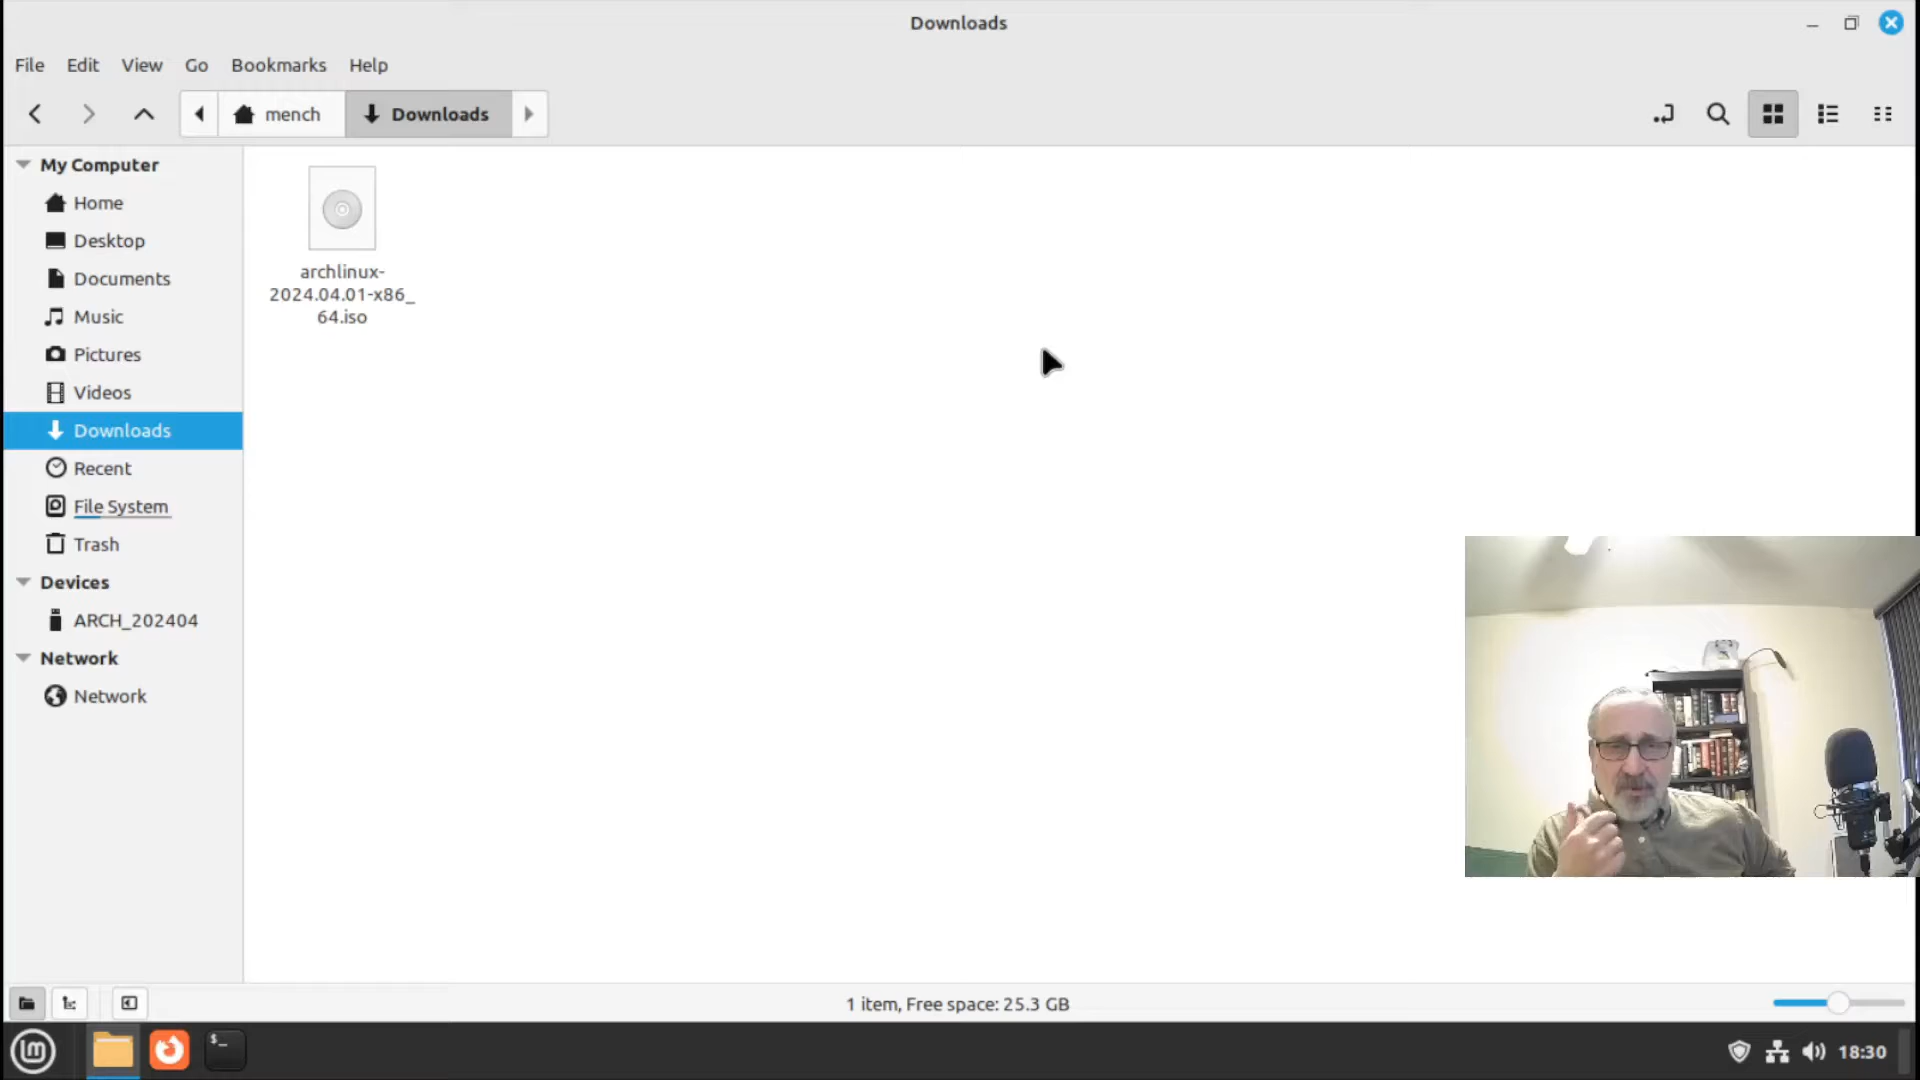 Downloads
File Edit View Go Bookmarks Help
mench Downloads
My Computer
Home
Desktop
Documents
Music
Pictures
Videos
Downloads
Recent
File System
Trash
Devices
ARCH_202404
Network
Network
archlinux-
2024.04.01-x86_
64.iso
1 item, Free space: 25.3 GB
$_
18:30